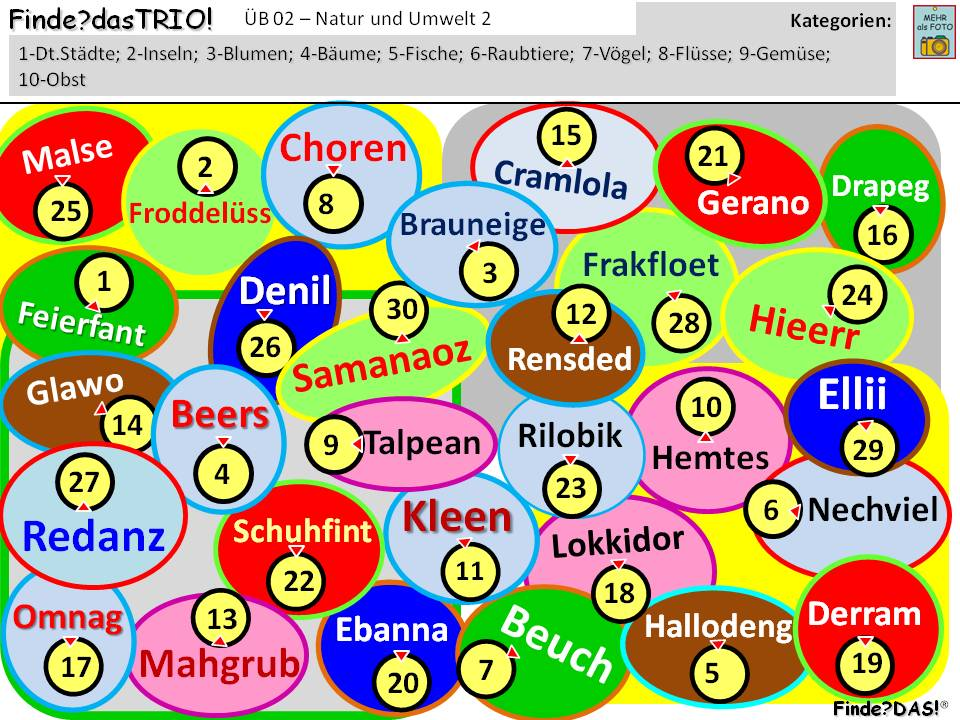 Finde?dasTRIO!
ÜB 02 – Natur und Umwelt 2
Kategorien:
MEHR
als FOTO
1-Dt.Städte; 2-Inseln; 3-Blumen; 4-Bäume; 5-Fische; 6-Raubtiere; 7-Vögel; 8-Flüsse; 9-Gemüse;
10-Obst
Malse
25
2
Froddelüss
Choren
8
15
Cramlola
21
Gerano
Drapeg
16
Brauneige
3
1
Feierfant
Denil
26
30
Samanaoz
Frakfloet
28
12
Rensded
24
Hieerr
Glawo
14
Beers
4
9
Talpean
Rilobik
23
10
Hemtes
Ellii
29
27
Redanz
Schuhfint
22
Kleen
11
6
Nechviel
Lokkidor
18
Omnag
17
13
Mahgrub
Ebanna
20
Beuch
7
Hallodeng
5
Derram
19
Finde?DAS!®